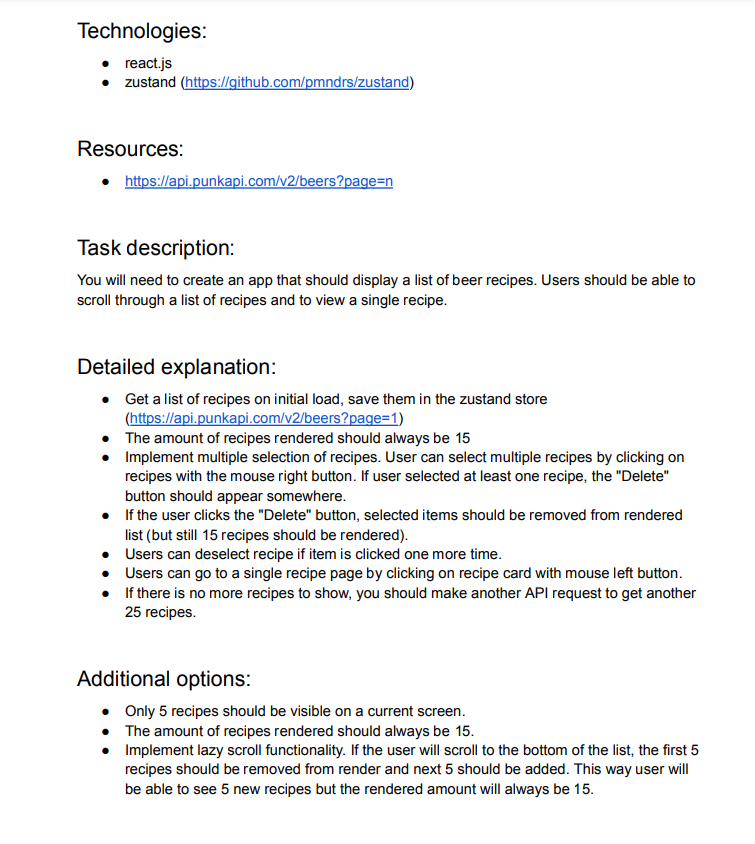 Technologies:
● react.js
● zustand (https://github.com/pmndrs/zustand)
Resources:
● https://api.punkapi.com/v2/beers?page=n
Task description:
You will need to create an app that should display a list of beer recipes. Users should be able to
scroll through a list of recipes and to view a single recipe.
Detailed explanation:
● Get a list of recipes on initial load, save them in the zustand store
(https://api.punkapi.com/v2/beers?page=1)
● The amount of recipes rendered should always be 15
● Implement multiple selection of recipes. User can select multiple recipes by clicking on
recipes with the mouse right button. If user selected at least one recipe, the "Delete"
button should appear somewhere.
● If the user clicks the "Delete" button, selected items should be removed from rendered
list (but still 15 recipes should be rendered).
● Users can deselect recipe if item is clicked one more time.
● Users can go to a single recipe page by clicking on recipe card with mouse left button.
● If there is no more recipes to show, you should make another API request to get another
25 recipes.
Additional options:
● Only 5 recipes should be visible on a current screen.
● The amount of recipes rendered should always be 15.
● Implement lazy scroll functionality. If the user will scroll to the bottom of the list, the first 5
recipes should be removed from render and next 5 should be added. This way user will
be able to see 5 new recipes but the rendered amount will always be 15.